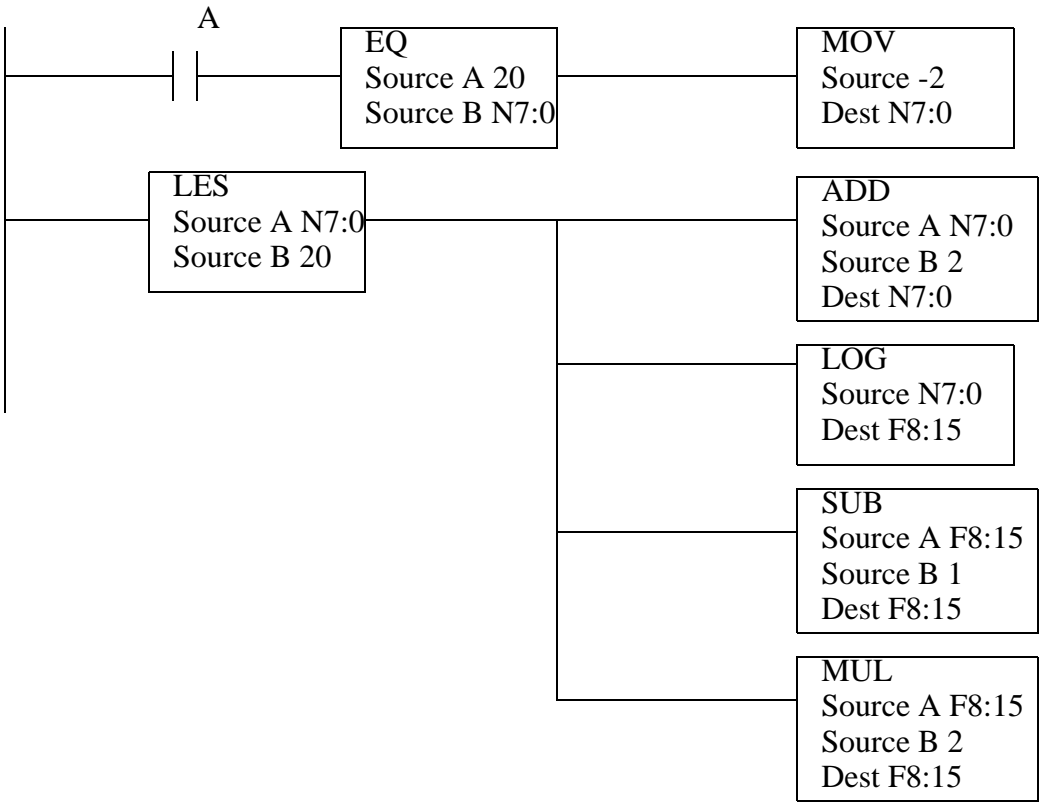 A
EQ
Source A 20
Source B N7:0
MOV
Source -2
Dest N7:0
LES
Source A N7:0
Source B 20
ADD
Source A N7:0
Source B 2
Dest N7:0
LOG
Source N7:0
Dest F8:15
SUB
Source A F8:15
Source B 1
Dest F8:15
MUL
Source A F8:15
Source B 2
Dest F8:15